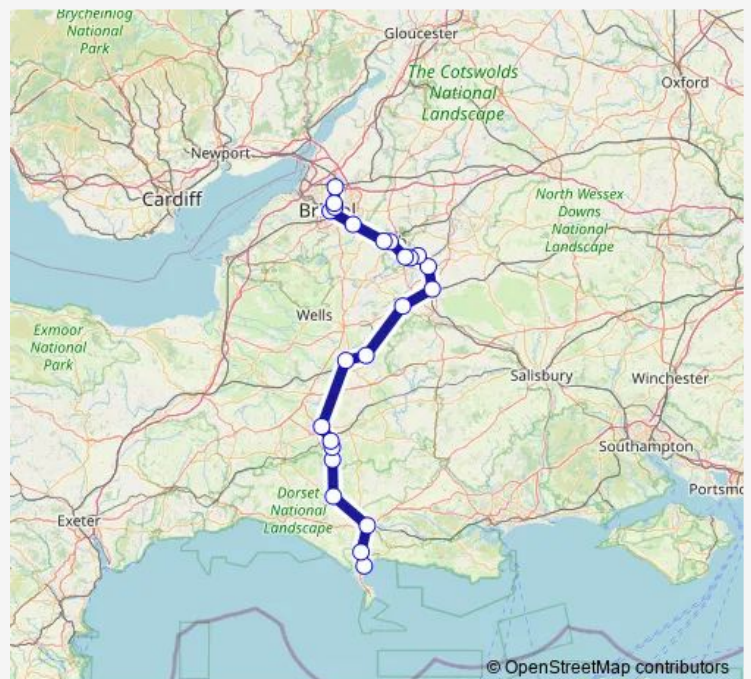 Brycheiniog
National
Park
Gloucester
The Cotswolds
National
Landscape
Oxford
Newport
Cardiff
North Wessex
Downs
National
Landscape
Wells
Exmoor
National
Park
Salisbury
Winchester
Southampton
Portsmo
Dorset
National
Landscape
Exeter
© OpenStreetMap contributors